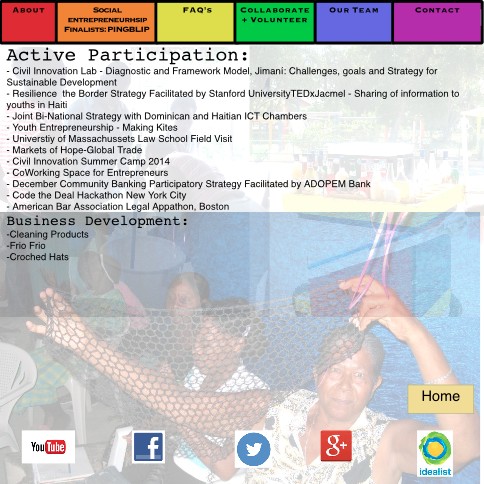 About
Social
entrepreneurhsip
Finalists: PINGBLIP
FAQ's
Collaborate
+ Volunteer
Our Team
Contact
Active Participation:
- Civil Innovation Lab - Diagnostic and Framework Model, Jimani: Challenges, goals and Strategy for
Sustainable Development
- Resilience the Border Strategy Facilitated by Stanford UniversityTEDxJacmel - Sharing of information to
youths in Haiti
- Joint Bi-National Strategy with Dominican and Haitian ICT Chambers
- Youth Entrepreneurship - Making Kites
- Universtiy of Massachussets Law School Field Visit
- Markets of Hope-Global Trade
- Civil Innovation Summer Camp 2014
- CoWorking Space for Entrepreneurs
- December Community Banking Participatory Strategy Facilitated by ADOPEM Bank
- Code the Deal Hackathon New York City
- American Bar Association Legal Appathon, Boston
Business Development:
-Cleaning Products
-Frio Frio
-Croched Hats
Home
YouTube
f
g+
idealist